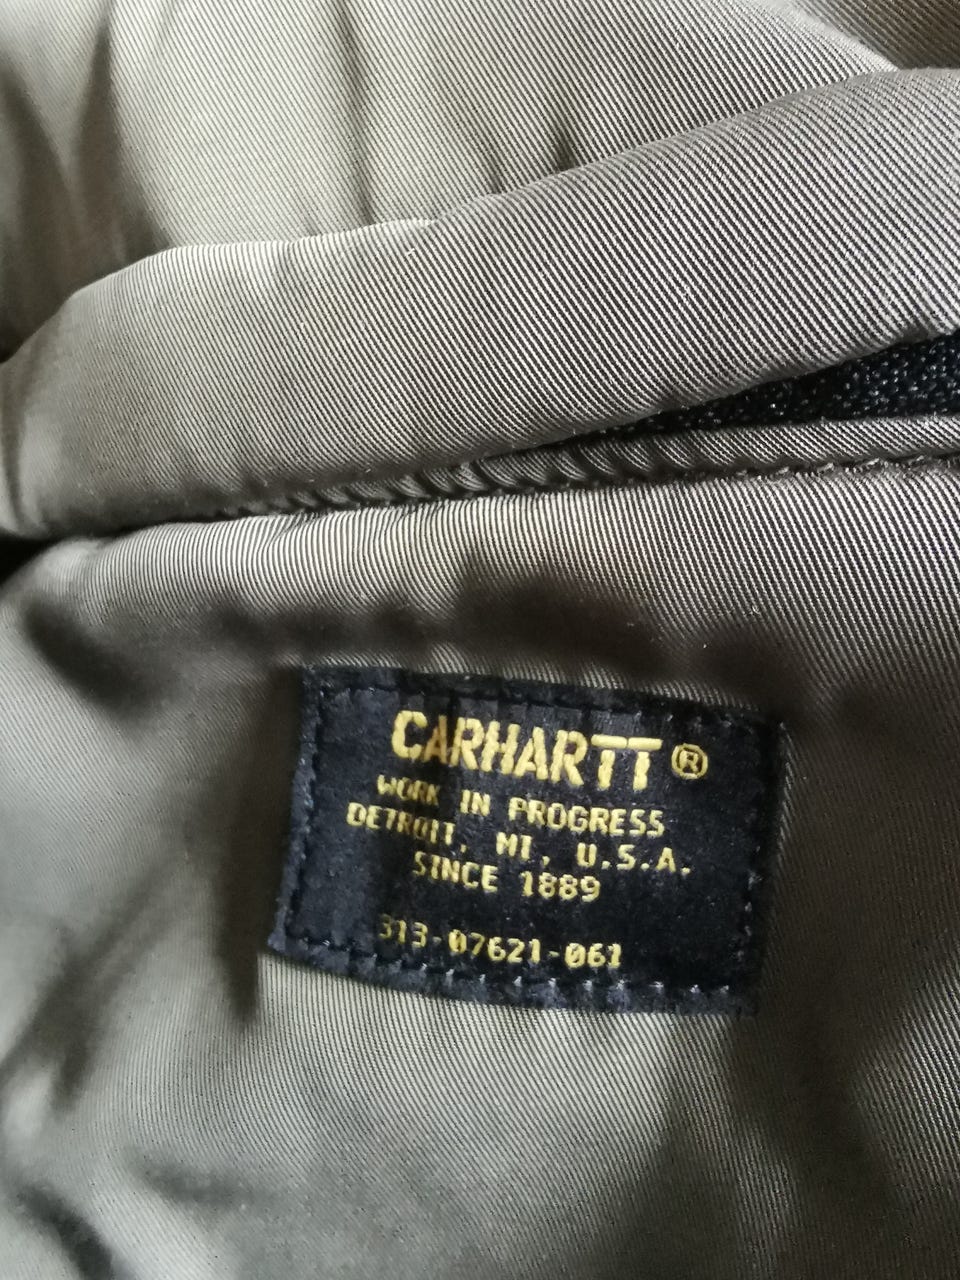 CARHARTT®
WORK IN PROGRESS
DETROIT, MI, U.S.A.
SINCE 1889
313-07621-061